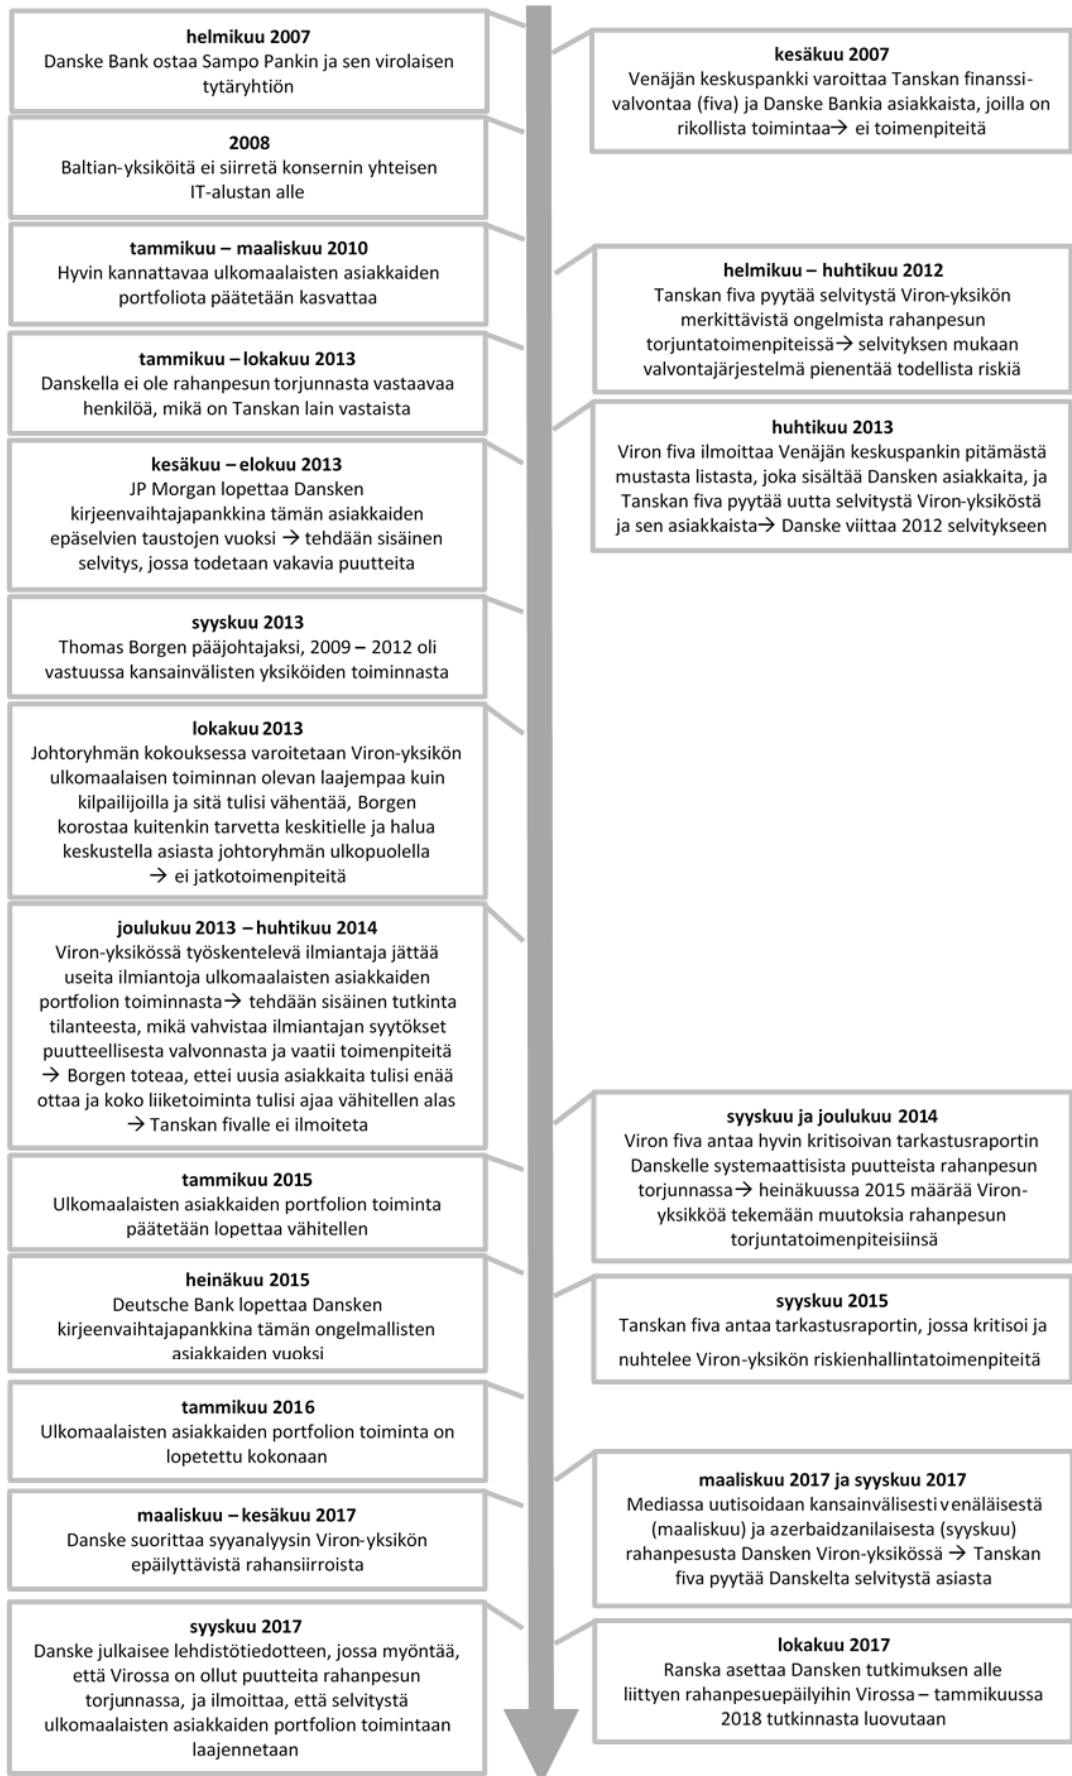 helmikuu 2007
Danske Bank ostaa Sampo Pankin ja sen virolaisen
tytäryhtiön
kesäkuu 2007
Venäjän keskuspankki varoittaa Tanskan finanssi-
valvontaa (fiva) ja Danske Bankia asiakkaista, joilla on
rikollista toimintaa→ ei toimenpiteitä
2008
Baltian-yksiköitä ei siirretä konsernin yhteisen
IT-alustan alle
tammikuu – maaliskuu 2010
Hyvin kannattavaa ulkomaalaisten asiakkaiden
portfoliota päätetään kasvattaa
helmikuu – huhtikuu 2012
Tanskan fiva pyytää selvitystä Viron-yksikön
merkittävistä ongelmista rahanpesun
torjuntatoimenpiteissä→ selvityksen mukaan
valvontajärjestelmä pienentää todellista riskiä
tammikuu – lokakuu 2013
Danskella ei ole rahanpesun torjunnasta vastaavaa
henkilöä, mikä on Tanskan lain vastaista
huhtikuu 2013
Viron fiva ilmoittaa Venäjän keskuspankin pitämästä
mustasta listasta, joka sisältää Dansken asiakkaita, ja
Tanskan fiva pyytää uutta selvitystä Viron-yksiköstä
ja sen asiakkaista→ Danske viittaa 2012 selvitykseen
kesäkuu – elokuu 2013
JP Morgan lopettaa Dansken
kirjeenvaihtajapankkina tämän asiakkaiden
epäselvien taustojen vuoksi → tehdään sisäinen
selvitys, jossa todetaan vakavia puutteita
syyskuu 2013
Thomas Borgen pääjohtajaksi, 2009 – 2012 oli
vastuussa kansainvälisten yksiköiden toiminnasta
lokakuu 2013
Johtoryhmän kokouksessa varoitetaan Viron-yksikön
ulkomaalaisen toiminnan olevan laajempaa kuin
kilpailijoilla ja sitä tulisi vähentää, Borgen
korostaa kuitenkin tarvetta keskitielle ja halua
keskustella asiasta johtoryhmän ulkopuolella
→ ei jatkotoimenpiteitä
joulukuu 2013 – huhtikuu 2014
Viron-yksikössä työskentelevä ilmiantaja jättää
useita ilmiantoja ulkomaalaisten asiakkaiden
portfolion toiminnasta→ tehdään sisäinen tutkinta
tilanteesta, mikä vahvistaa ilmiantajan syytökset
puutteellisesta valvonnasta ja vaatii toimenpiteitä
→ Borgen toteaa, ettei uusia asiakkaita tulisi enää
ottaa ja koko liiketoiminta tulisi ajaa vähitellen alas
→ Tanskan fivalle ei ilmoiteta
syyskuu ja joulukuu 2014
Viron fiva antaa hyvin kritisoivan tarkastusraportin
Danskelle systemaattisista puutteista rahanpesun
torjunnassa→ heinäkuussa 2015 määrää Viron-
yksikköä tekemään muutoksia rahanpesun
torjuntatoimenpiteisiinsä
tammikuu 2015
Ulkomaalaisten asiakkaiden portfolion toiminta
päätetään lopettaa vähitellen
heinäkuu 2015
Deutsche Bank lopettaa Dansken
kirjeenvaihtajapankkina tämän ongelmallisten
asiakkaiden vuoksi
syyskuu 2015
Tanskan fiva antaa tarkastusraportin, jossa kritisoi ja
nuhtelee Viron-yksikön riskienhallintatoimenpiteitä
tammikuu 2016
Ulkomaalaisten asiakkaiden portfolion toiminta on
lopetettu kokonaan
maaliskuu 2017 ja syyskuu 2017
Mediassa uutisoidaan kansainvälisesti venäläisestä
(maaliskuu) ja azerbaidzanilaisesta (syyskuu)
rahanpesusta Dansken Viron-yksikössä → Tanskan
fiva pyytää Danskelta selvitystä asiasta
maaliskuu – kesäkuu 2017
Danske suorittaa syyanalyysin Viron-yksikön
epäilyttävistä rahansiirroista
syyskuu 2017
Danske julkaisee lehdistötiedotteen, jossa myöntää,
että Virossa on ollut puutteita rahanpesun
torjunnassa, ja ilmoittaa, että selvitystä
ulkomaalaisten asiakkaiden portfolion toimintaan
laajennetaan
lokakuu 2017
Ranska asettaa Dansken tutkimuksen alle
liittyen rahanpesuepäilyihin Virossa – tammikuussa
2018 tutkinnasta luovutaan